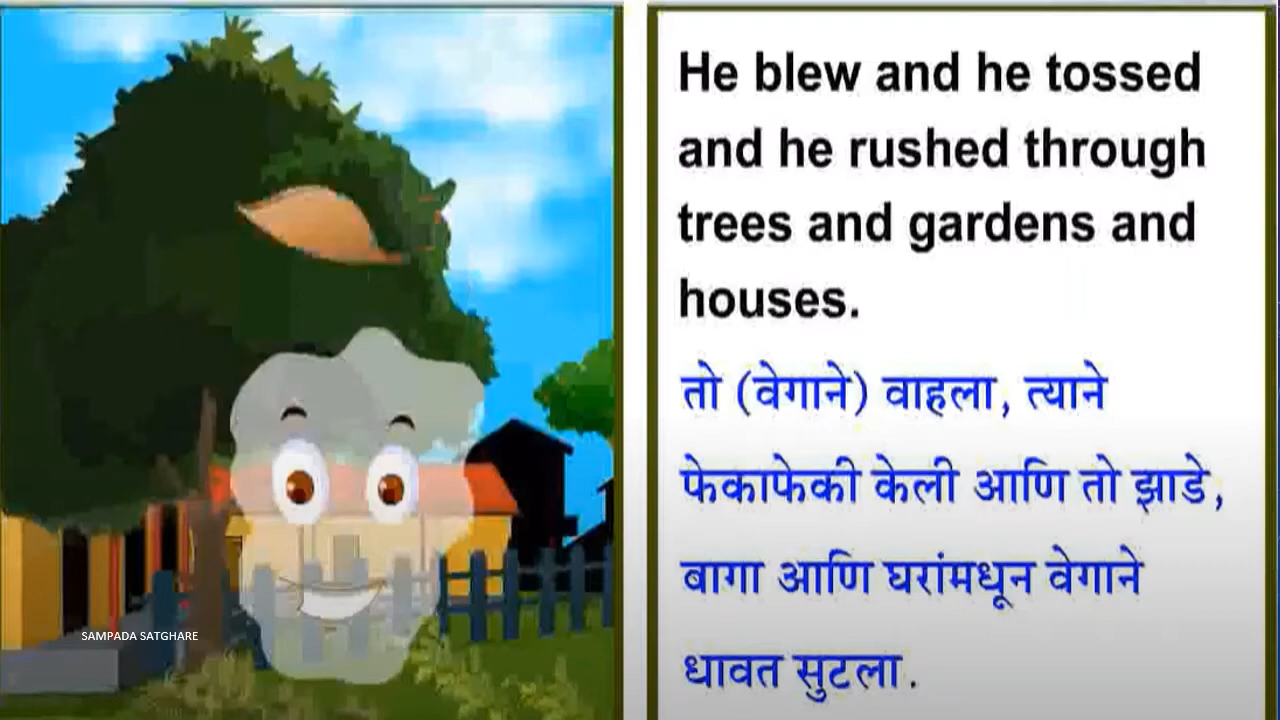 He blew and he tossed
and he rushed through
trees and gardens and
houses.
तो (वेगाने) वाहला, त्याने
फेकाफेकी केली आणि तो झाडे,
बागा आणि घरांमधून वेगाने
धावत सुटला.
SAMPADA SATGHARE